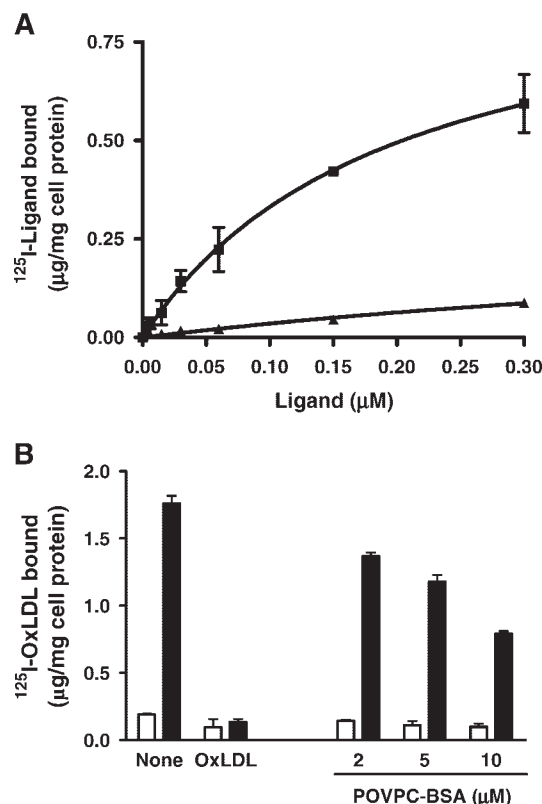 A
0.75
0.50
0.25
0.00
¹²⁵I-Ligand bound
(µg/mg cell protein)
0.00 0.05 0.10 0.15 0.20 0.25 0.30
Ligand (µM)
B
2.0
1.5
1.0
0.5
0.0
¹²⁵I-OxLDL bound
(µg/mg cell protein)
None OxLDL 2 5 10
POVPC-BSA (µM)